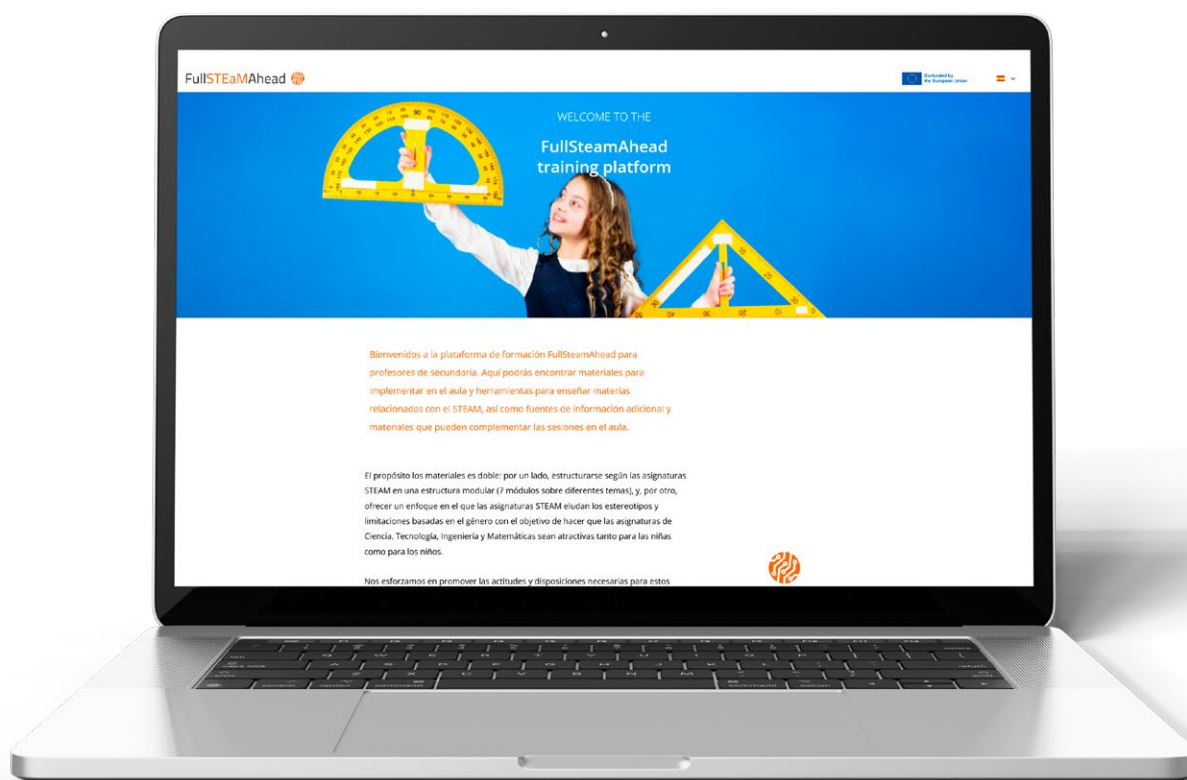 FullSTEaMAhead
Co-funded by
the European Union
WELCOME TO THE
FullSteamAhead
training platform
Bienvenidos a la plataforma de formación FullSteamAhead para
profesores de secundaria. Aquí podrás encontrar materiales para
implementar en el aula y herramientas para enseñar materias
relacionadas con el STEAM, así como fuentes de información adicional y
materiales que pueden complementar las sesiones en el aula.
El propósito los materiales es doble: por un lado, estructurarse según las asignaturas
STEAM en una estructura modular (7 módulos sobre diferentes temas), y, por otro,
ofrecer un enfoque en el que las asignaturas STEAM eludan los estereotipos y
limitaciones basadas en el género con el objetivo de hacer que las asignaturas de
Ciencia, Tecnología, Ingeniería y Matemáticas sean atractivas tanto para las niñas
como para los niños.
Nos esforzamos en promover las actitudes y disposiciones necesarias para estos